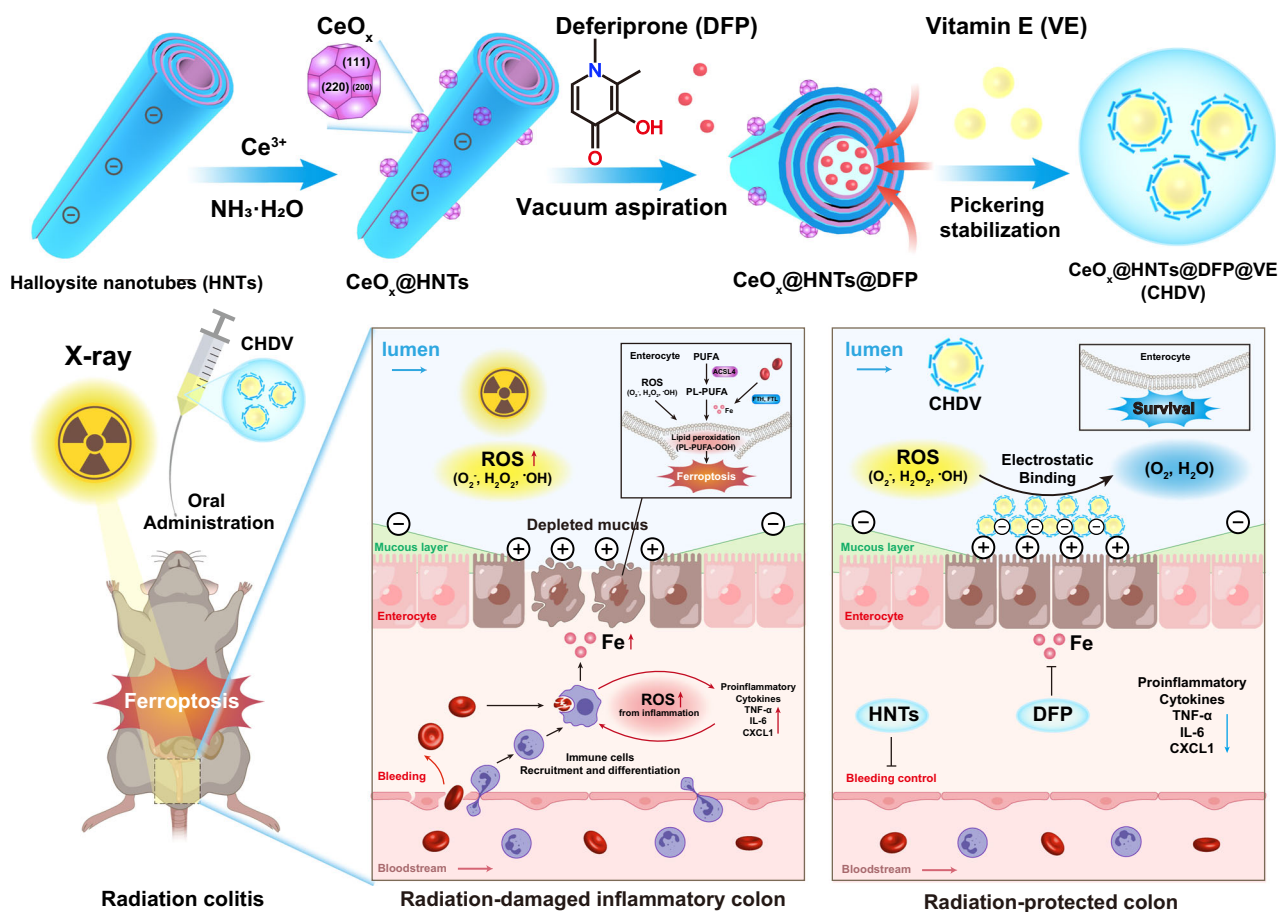 CeOₓ
(111)
(220)
(200)
Deferiprone (DFP)
N
OH
O
Vitamin E (VE)
Ce³⁺
NH₃·H₂O
Vacuum aspiration
Pickering
stabilization
Halloysite nanotubes (HNTs)
CeOₓ@HNTs
CeOₓ@HNTs@DFP
CeOₓ@HNTs@DFP@VE
(CHDV)
X-ray
CHDV
Oral
Administration
Ferroptosis
Radiation colitis
lumen
ROS ↑
(O₂⁻, H₂O₂, ·OH)
Enterocyte
PUFA
ACSL4
ROS
(O₂⁻, H₂O₂, ·OH)
PL-PUFA
Fe
FTH, FTL
Lipid peroxidation
(PL-PUFA-OOH)
Ferroptosis
Depleted mucus
Mucous layer
Enterocyte
Fe ↑
ROS ↑
from inflammation
Proinflammatory
Cytokines
TNF-α
IL-6
CXCL1
Immune cells
Recruitment and differentiation
Bleeding
Bloodstream
Radiation-damaged inflammatory colon
lumen
CHDV
Enterocyte
Survival
ROS
(O₂⁻, H₂O₂, ·OH)
Electrostatic
Binding
(O₂, H₂O)
Mucous layer
Enterocyte
Fe
HNTs
DFP
Proinflammatory
Cytokines
TNF-α
IL-6
CXCL1
Bleeding control
Bloodstream
Radiation-protected colon